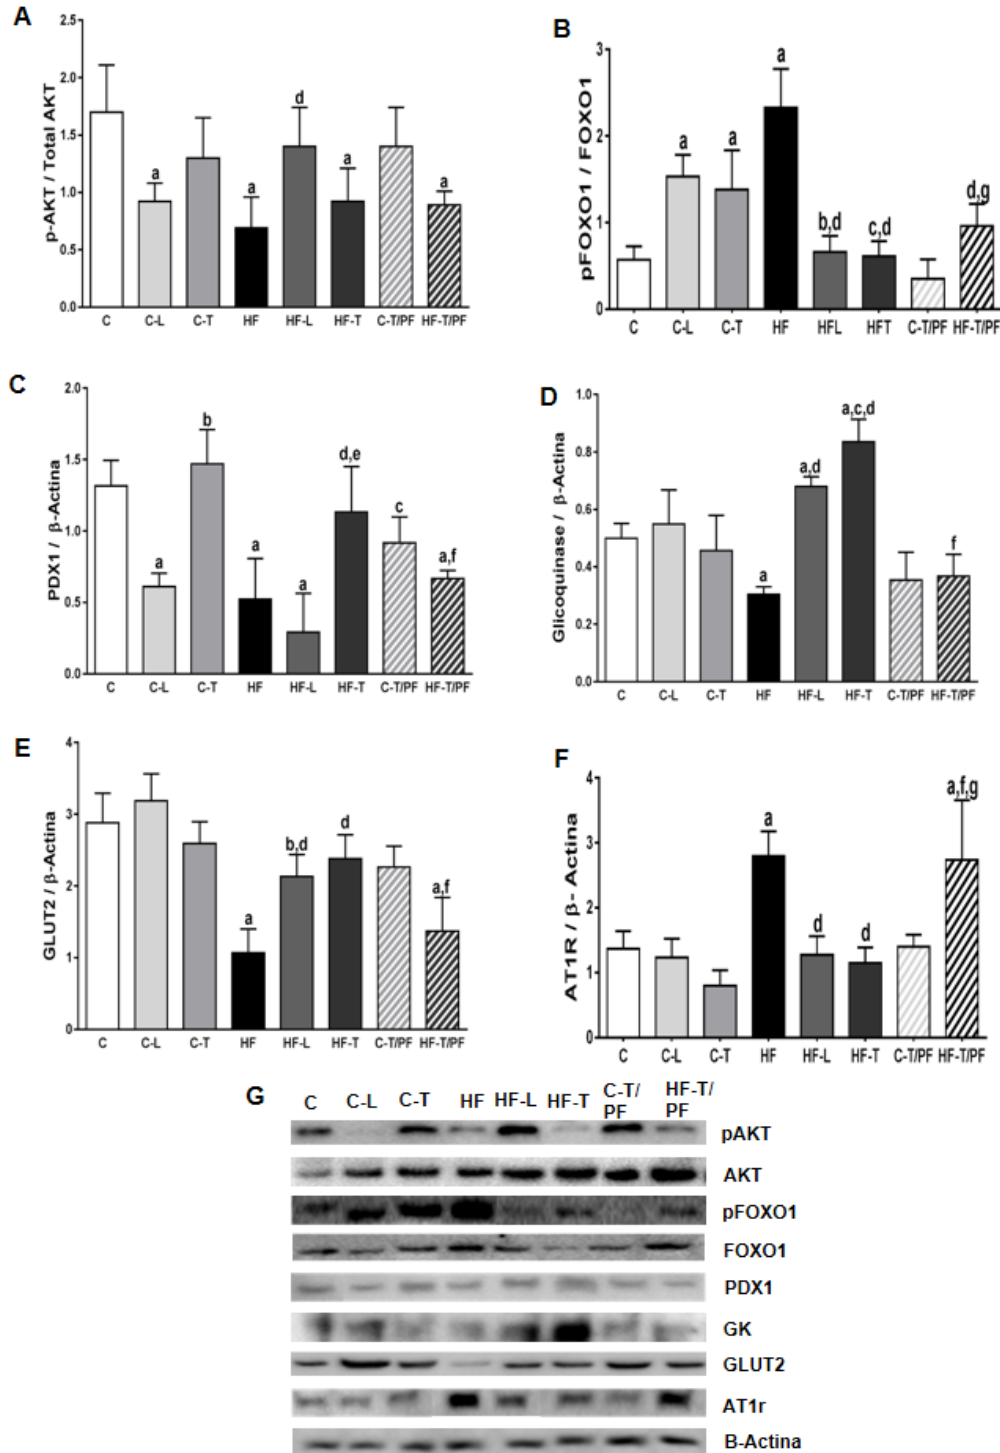 A
p-AKT / Total AKT
2.5
2.0
1.5
1.0
0.5
0.0
a
a
d
a
a
C C-L C-T HF HF-L HF-T C-T/PF HF-T/PF
B
pFOXO1 / FOXO1
3
2
1
0
a
a
a
b,d
c,d
d,g
C C-L C-T HF HFL HFT C-T/PF HF-T/PF
C
PDX1 / β-Actina
2.0
1.5
1.0
0.5
0.0
a
b
a
a
d,e
c
a,f
C C-L C-T HF HF-L HF-T C-T/PF HF-T/PF
D
Glicoquinase / β-Actina
1.0
0.8
0.6
0.4
0.2
0.0
a
a,d
a,c,d
f
C C-L C-T HF HF-L HF-T C-T/PF HF-T/PF
E
GLUT2 / β-Actina
4
3
2
1
0
a
b,d
d
a,f
C C-L C-T HF HF-L HF-T C-T/PF HF-T/PF
F
AT1R / β- Actina
4
3
2
1
0
a
d
d
a,f,g
C C-L C-T HF HF-L HF-T C-T/PF HF-T/PF
G
C C-L C-T HF HF-L HF-T C-T/ PF HF-T/ PF
pAKT
AKT
pFOXO1
FOXO1
PDX1
GK
GLUT2
AT1r
B-Actina